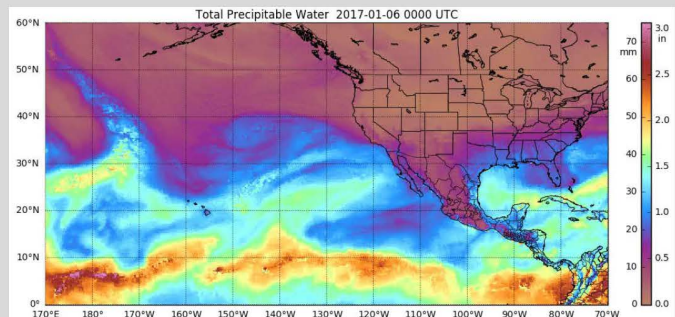 Total Precipitable Water 2017-01-06 0000 UTC
60°N
50°N
40°N
30°N
20°N
10°N
0°
170°E 180°W 170°W 160°W 150°W 140°W 130°W 120°W 110°W 100°W 90°W 80°W 70°W
70 mm 60 50 40 30 20 10 0
3.0 in 2.5 2.0 1.5 1.0 0.5 0.0